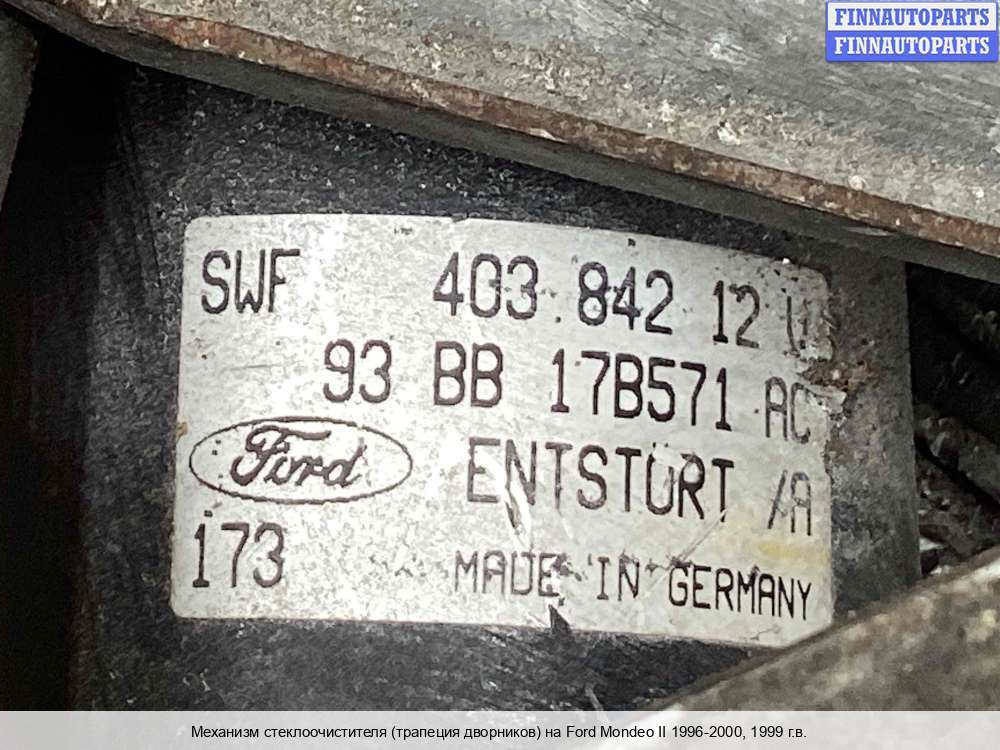 FINNAUTOPARTS
FINNAUTOPARTS
SWF 403 842 12
93 BB 17B571 AC
Ford ENTSTÖRT /A
173 MADE IN GERMANY
Механизм стеклоочистителя (трапеция дворников) на Ford Mondeo II 1996-2000, 1999 г.в.